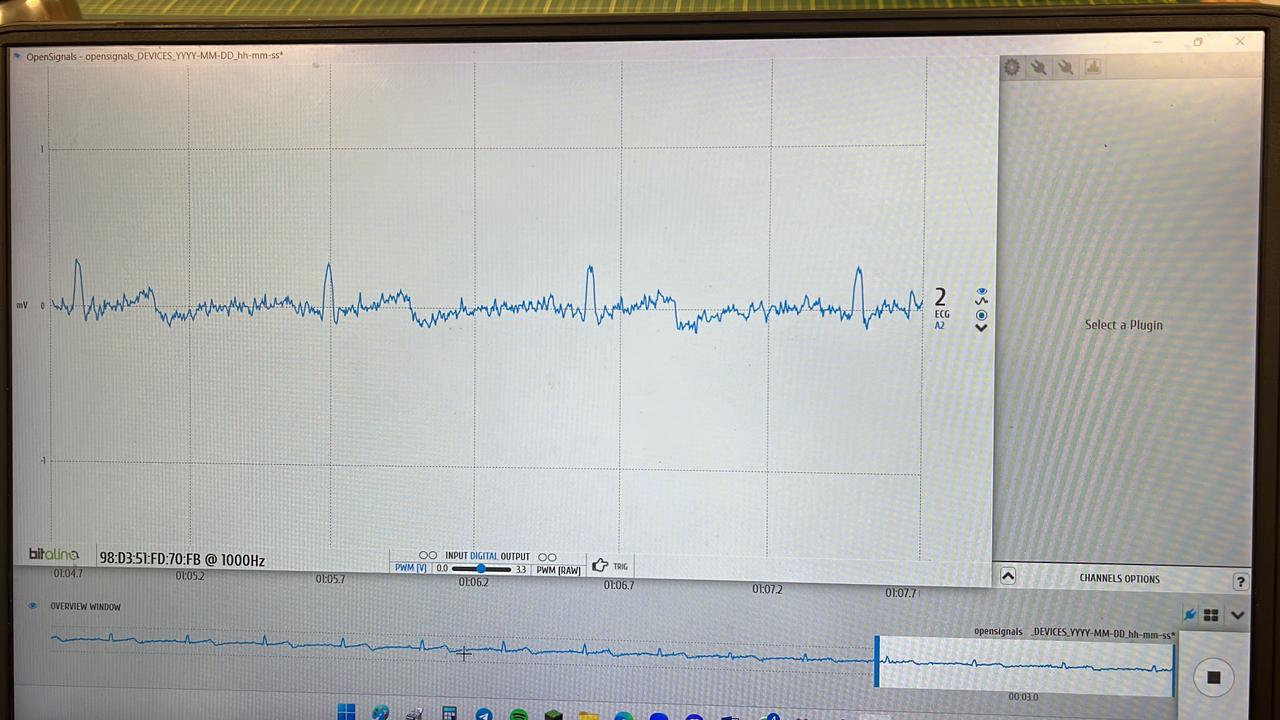 OpenSignals - opensignals_DEVICES_YYYY-MM-DD_hh-mm-ss*
1
mV 0
-1
2
ECG
A2
Select a Plugin
bitalino 98:D3:51:FD:70:FB @ 1000Hz
INPUT DIGITAL OUTPUT
PWM [V] 0.0 3.3 PWM [RAW]
TRIG
CHANNELS OPTIONS ?
01:04.7 01:05.2 01:05.7 01:06.2 01:06.7 01:07.2 01:07.7
OVERVIEW WINDOW
opensignals _DEVICES_YYYY-MM-DD_hh-mm-ss*
00:03.0